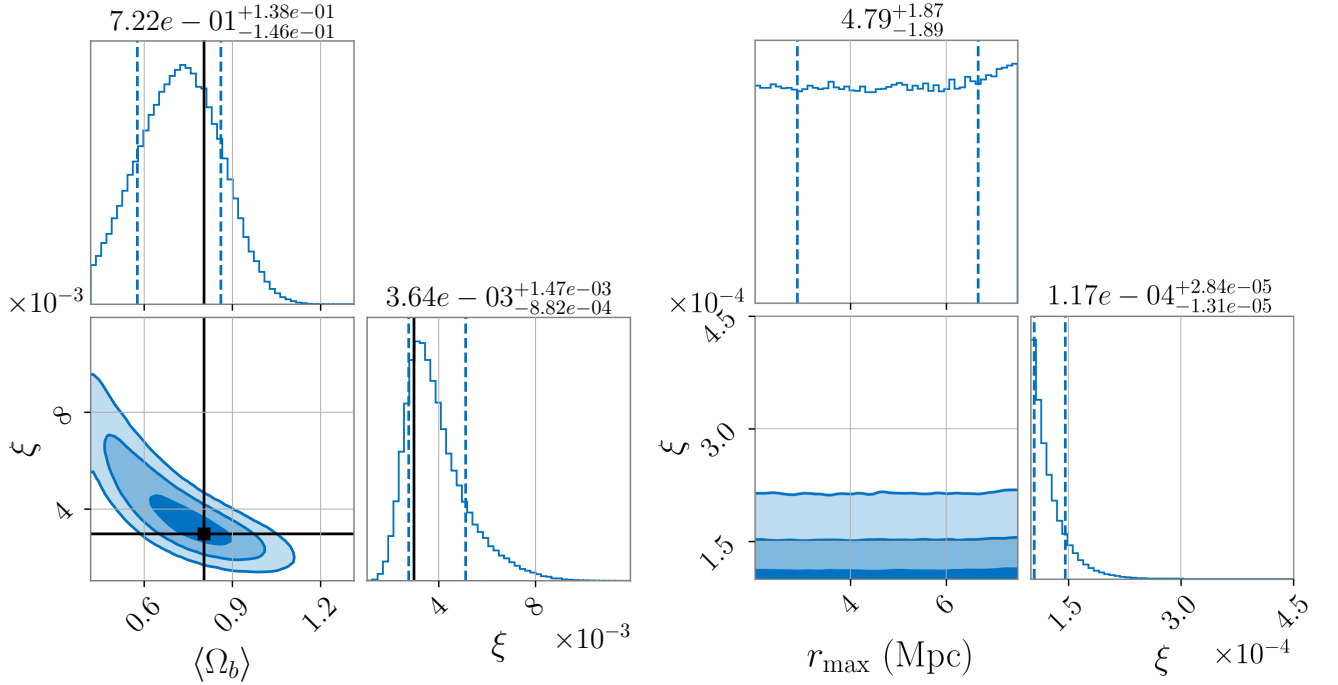 7.22e − 01+1.38e−01−1.46e−01
4.79+1.87−1.89
×10−3
3.64e − 03+1.47e−03−8.82e−04
×10−4
1.17e − 04+2.84e−05−1.31e−05
ξ
8
4
0.6
0.9
1.2
⟨Ωb⟩
4
8
ξ
×10−3
ξ
4.5
3.0
1.5
4
6
rmax (Mpc)
1.5
3.0
4.5
ξ
×10−4